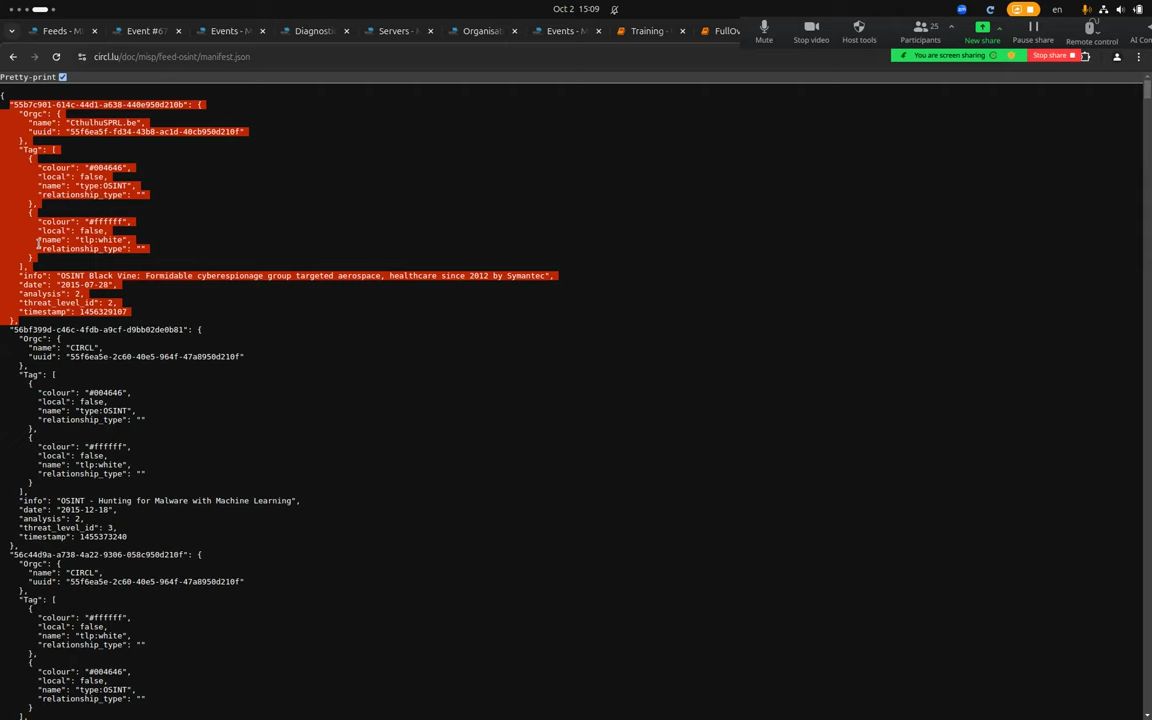 Oct 2 15:09
en
Feeds - MI
Event #67
Events - M
Diagnostic
Servers - M
Organisati
Events - M
Training -
FullOv
Mute
Stop video
Host tools
Participants
25
New share
Pause share
Remote control
AI Con
circl.lu/doc/misp/feed-osint/manifest.json
You are screen sharing
Stop share
Pretty-print
{
"55b7c901-614c-44d1-a638-440e950d210b": {
"Orgc": {
"name": "CthulhuSPRL.be",
"uuid": "55f6ea5f-fd34-43b8-ac1d-40cb950d210f"
},
"Tag": [
{
"colour": "#004646",
"local": false,
"name": "type:OSINT",
"relationship_type": ""
},
{
"colour": "#ffffff",
"local": false,
"name": "tlp:white",
"relationship_type": ""
}
],
"info": "OSINT Black Vine: Formidable cyberespionage group targeted aerospace, healthcare since 2012 by Symantec",
"date": "2015-07-28",
"analysis": 2,
"threat_level_id": 2,
"timestamp": 1456329107
},
"56bf399d-c46c-4fdb-a9cf-d9bb02de0b81": {
"Orgc": {
"name": "CIRCL",
"uuid": "55f6ea5e-2c60-40e5-964f-47a8950d210f"
},
"Tag": [
{
"colour": "#004646",
"local": false,
"name": "type:OSINT",
"relationship_type": ""
},
{
"colour": "#ffffff",
"local": false,
"name": "tlp:white",
"relationship_type": ""
}
],
"info": "OSINT - Hunting for Malware with Machine Learning",
"date": "2015-12-18",
"analysis": 2,
"threat_level_id": 3,
"timestamp": 1455373240
},
"56c44d9a-a738-4a22-9306-058c950d210f": {
"Orgc": {
"name": "CIRCL",
"uuid": "55f6ea5e-2c60-40e5-964f-47a8950d210f"
},
"Tag": [
{
"colour": "#ffffff",
"local": false,
"name": "tlp:white",
"relationship_type": ""
},
{
"colour": "#004646",
"local": false,
"name": "type:OSINT",
"relationship_type": ""
}
],